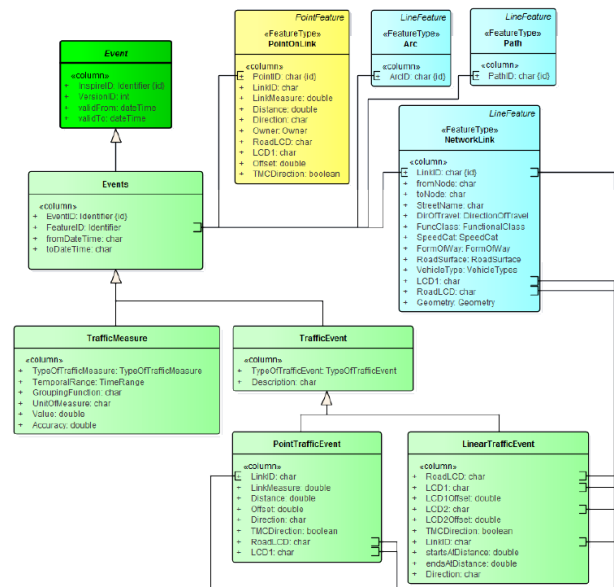 Event
«column»
+ InspireID: Identifier {id}
+ VersionID: int
+ validFrom: dateTime
+ validTo: dateTime
PointFeature
«FeatureType»
PointOnLink
«column»
+ PointID: char {id}
+ LinkID: char
+ LinkMeasure: double
+ Distance: double
+ Direction: char
+ Owner: Owner
+ RoadLCD: char
+ LCD1: char
+ Offset: double
+ TMCDirection: boolean
LineFeature
«FeatureType»
Arc
«column»
+ ArcID: char {id}
LineFeature
«FeatureType»
Path
«column»
+ PathID: char {id}
LineFeature
«FeatureType»
NetworkLink
«column»
+ LinkID: char {id}
+ fromNode: char
+ toNode: char
+ StreetName: char
+ DirOfTravel: DirectionOfTravel
+ FuncClass: FunctionalClass
+ SpeedCat: SpeedCat
+ FormOfWay: FormOfWay
+ RoadSurface: RoadSurface
+ VehicleType: VehicleTypes
+ LCD1: char
+ RoadLCD: char
+ Geometry: Geometry
Events
«column»
+ EventID: Identifier {id}
+ FeatureID: Identifier
+ fromDateTime: char
+ toDateTime: char
TrafficMeasure
«column»
+ TypeOfTrafficMeasure: TypeOfTrafficMeasure
+ TemporalRange: TimeRange
+ GroupingFunction: char
+ UnitOfMeasure: char
+ Value: double
+ Accuracy: double
TrafficEvent
«column»
+ TypeOfTrafficEvent: TypeOfTrafficEvent
+ Description: char
PointTrafficEvent
«column»
+ LinkID: char
+ LinkMeasure: double
+ Distance: double
+ Offset: double
+ Direction: char
+ TMCDirection: boolean
+ RoadLCD: char
+ LCD1: char
LinearTrafficEvent
«column»
+ RoadLCD: char
+ LCD1: char
+ LCD1Offset: double
+ LCD2: char
+ LCD2Offset: double
+ TMCDirection: boolean
+ LinkID: char
+ startsAtDistance: double
+ endsAtDistance: double
+ Direction: char